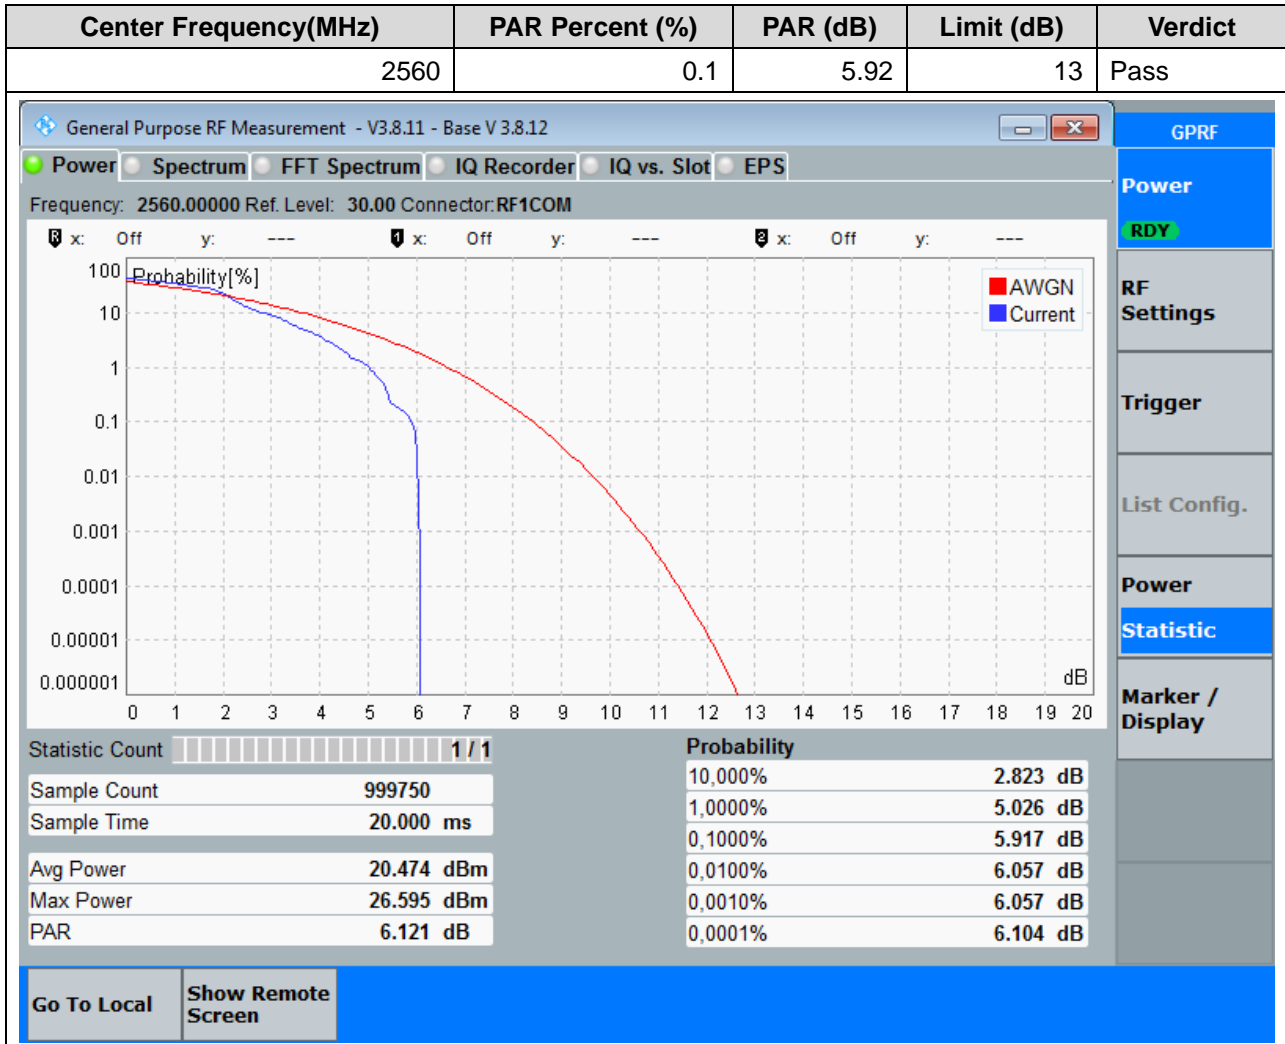 Center Frequency(MHz) PAR Percent (%) PAR (dB) Limit (dB) Verdict
2560 0.1 5.92 13 Pass
General Purpose RF Measurement - V3.8.11 - Base V 3.8.12
GPRF
Power Spectrum FFT Spectrum IQ Recorder IQ vs. Slot EPS
Power
RDY
Frequency: 2560.00000 Ref. Level: 30.00 Connector:RF1COM
R x: Off y: --- 1 x: Off y: --- 2 x: Off y: ---
Probability[%]
100
10
1
0.1
0.01
0.001
0.0001
0.00001
0.000001
AWGN
Current
dB
0 1 2 3 4 5 6 7 8 9 10 11 12 13 14 15 16 17 18 19 20
RF
Settings
Trigger
List Config.
Power
Statistic
Marker /
Display
Statistic Count 1 / 1
Sample Count 999750
Sample Time 20.000 ms
Avg Power 20.474 dBm
Max Power 26.595 dBm
PAR 6.121 dB
Probability
10,000% 2.823 dB
1,0000% 5.026 dB
0,1000% 5.917 dB
0,0100% 6.057 dB
0,0010% 6.057 dB
0,0001% 6.104 dB
Go To Local
Show Remote
Screen